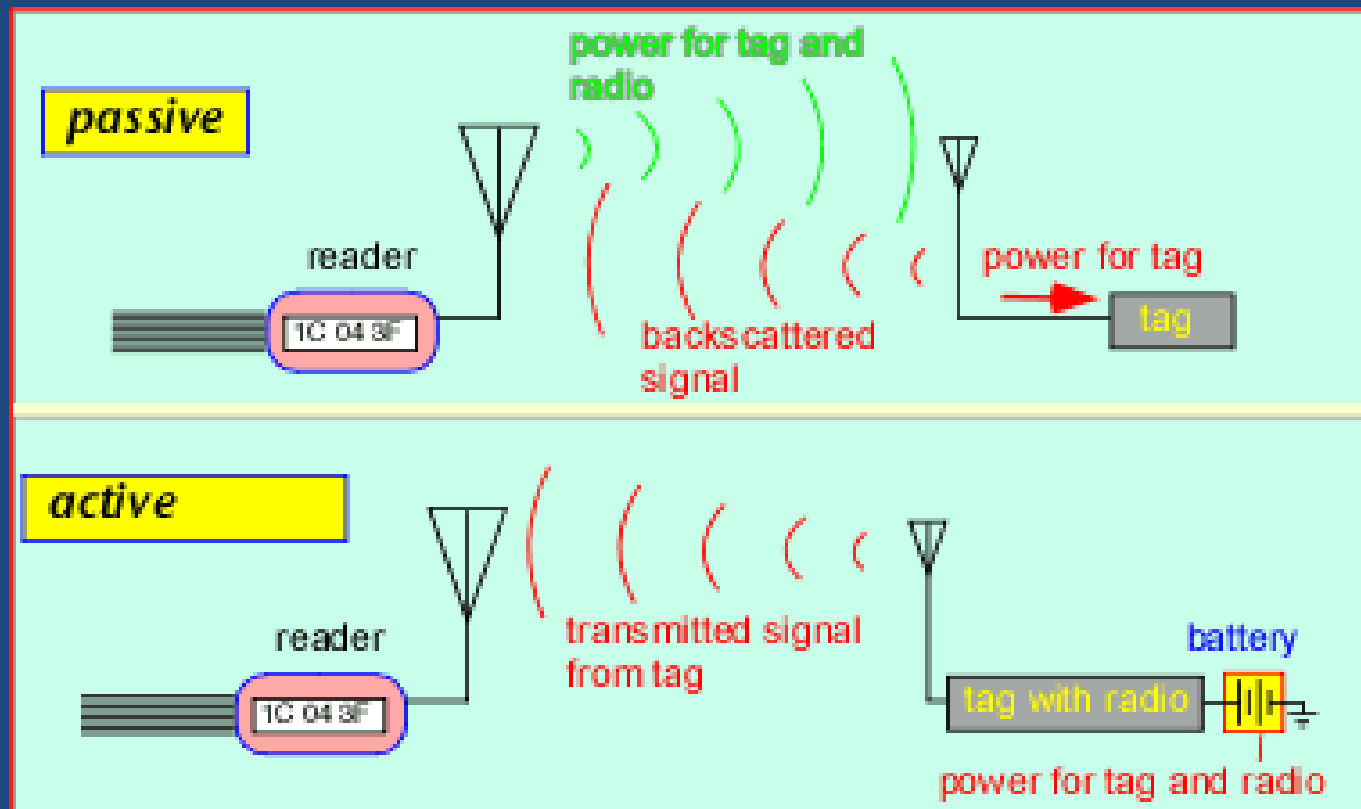 power for tag and
radio
passive
reader
power for tag
1C 04 3F
tag
backscattered
signal
active
transmitted signal
from tag
reader
battery
1C 04 3F
tag with radio
power for tag and radio